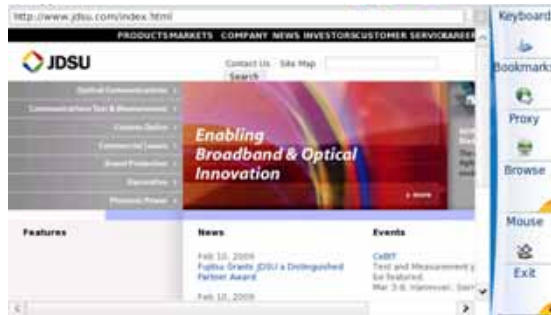 http://www.jdsu.com/index.html
Keyboard
PRODUCTS MARKETS COMPANY NEWS INVESTORS CUSTOMER SERVICE CAREER
JDSU
Contact Us Site Map
Search
Bookmark
Optical Communications
Communications Test & Measurement
Custom Optics
Commercial Lasers
Brand Protection
Decorative
Photonic Power
Enabling
Broadband & Optical
Innovation
more
Proxy
Browse
Mouse
Exit
Features
News
Events
Feb 10, 2009
Fujitsu Grants JDSU a Distinguished
Partner Award
Feb 10, 2009
CeBIT
Test and Measurement
be featured.
Mar 3-8, Hannover,